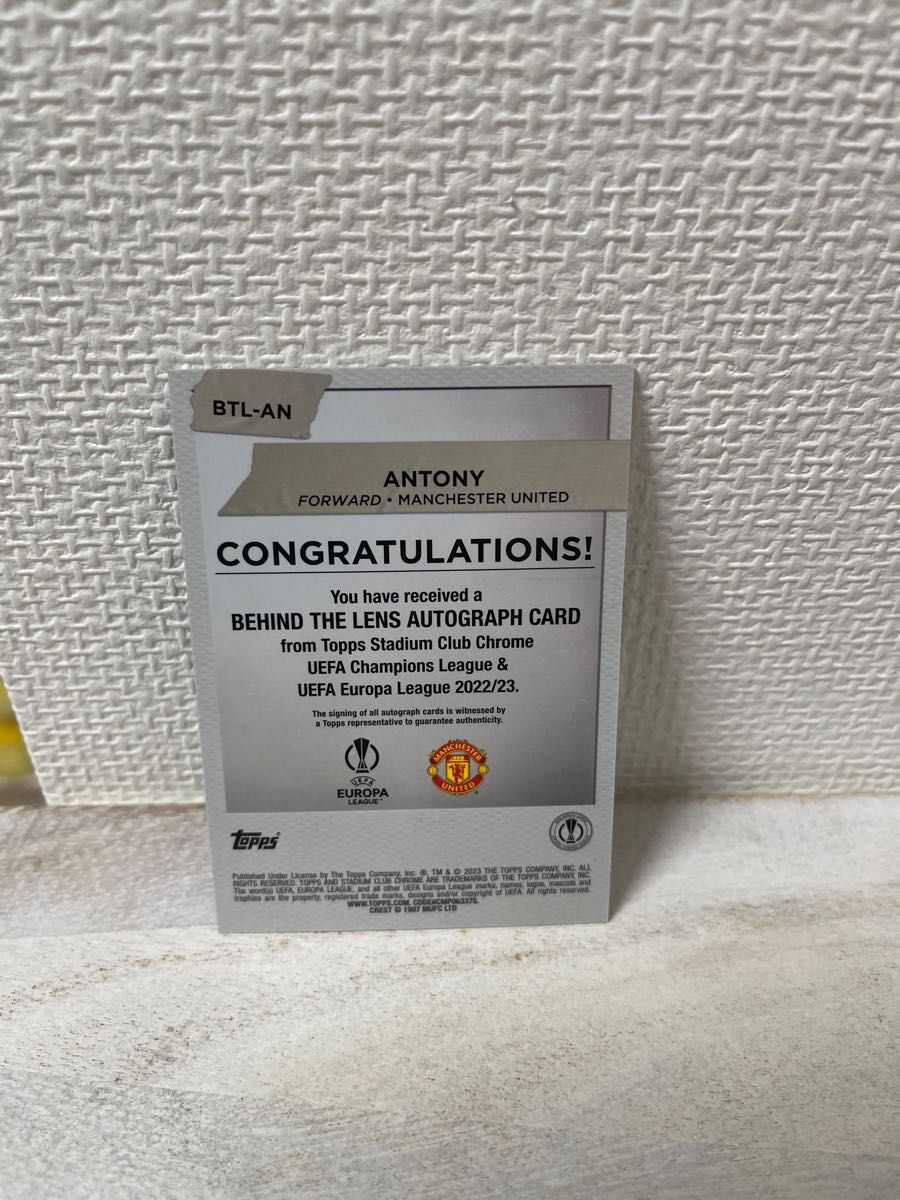 BTL-AN
ANTONY
FORWARD • MANCHESTER UNITED
CONGRATULATIONS!
You have received a
BEHIND THE LENS AUTOGRAPH CARD
from Topps Stadium Club Chrome
UEFA Champions League &
UEFA Europa League 2022/23.
The signing of all autograph cards is witnessed by
a Topps representative to guarantee authenticity.
UEFA
EUROPA
LEAGUE™
MANCHESTER
UNITED
topps®
Published Under License by The Topps Company, Inc. ®, TM & © 2023 THE TOPPS COMPANY, INC. ALL
RIGHTS RESERVED. TOPPS AND STADIUM CLUB CHROME ARE TRADEMARKS OF THE TOPPS COMPANY, INC.
The word(s) UEFA, EUROPA LEAGUE, and all other UEFA Europa League marks, names, logos, mascots and
trophies are the property, registered trade marks, designs and/or copyright of UEFA. All rights reserved.
WWW.TOPPS.COM. CODE#CMP063375.
CREST © 1997 MUFC LTD